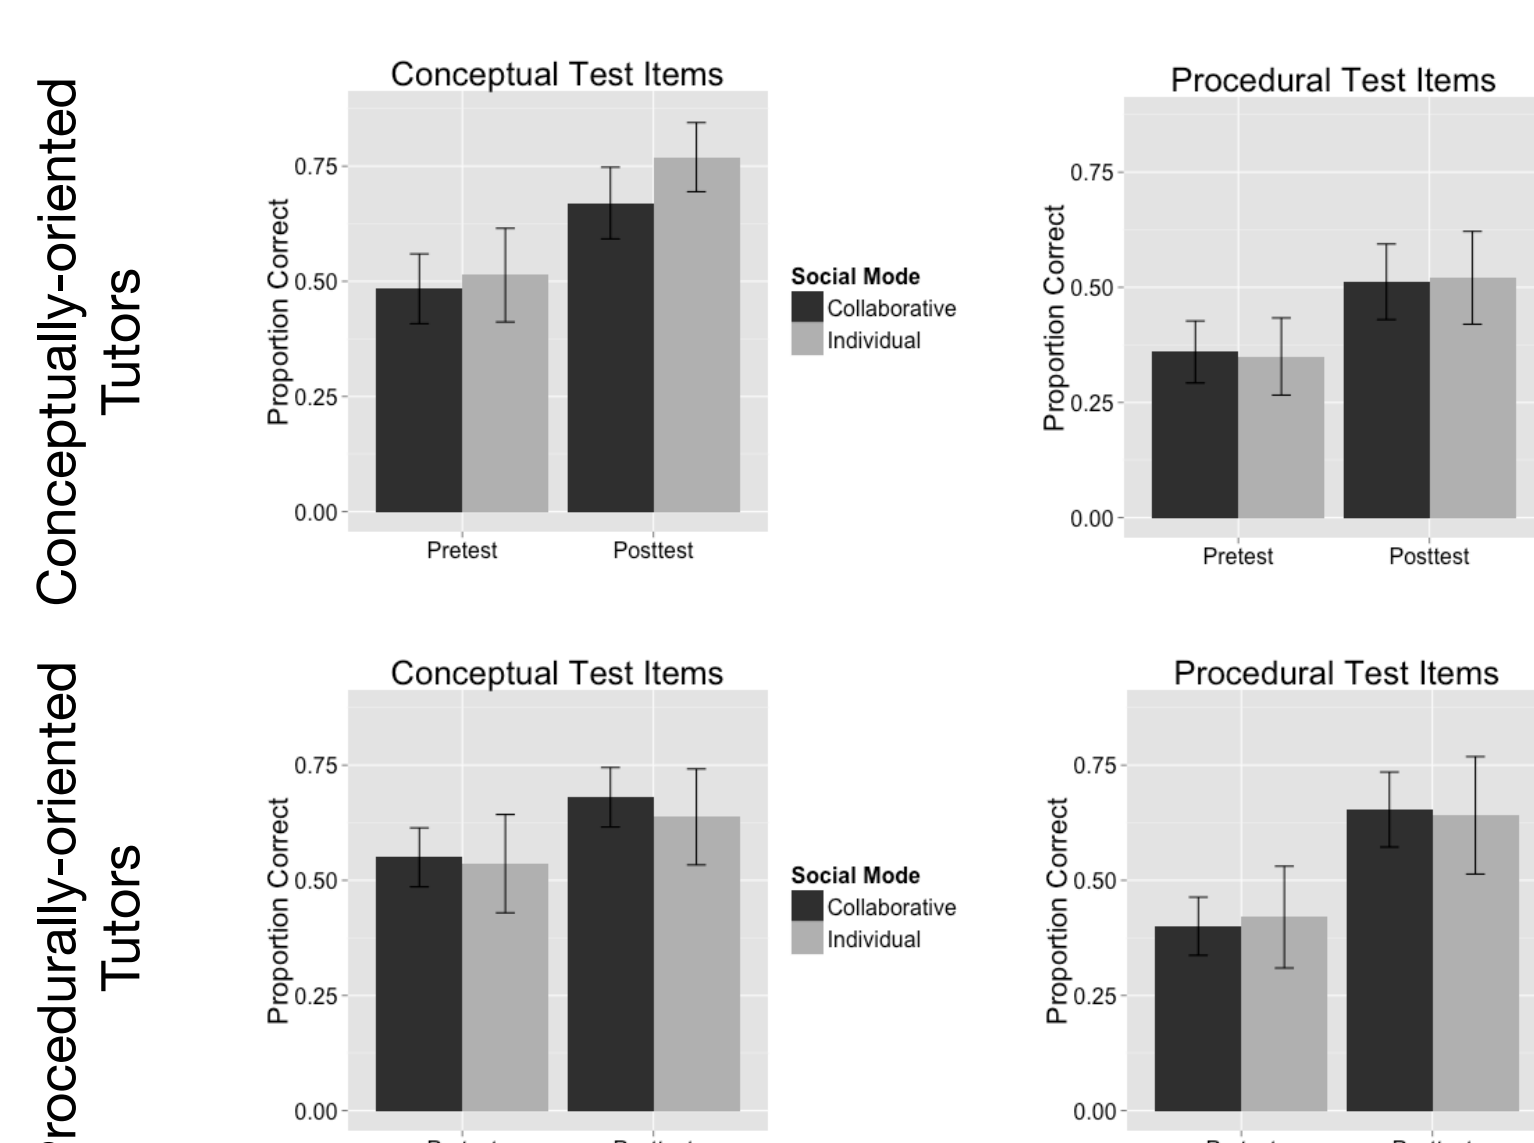 Conceptually-oriented
Tutors
Conceptual Test Items
Proportion Correct
0.75
0.50
0.25
0.00
Pretest Posttest
Social Mode
Collaborative
Individual
Procedural Test Items
Proportion Correct
0.75
0.50
0.25
0.00
Pretest Posttest
Tutors
Conceptual Test Items
Proportion Correct
0.75
0.50
0.25
0.00
Social Mode
Collaborative
Individual
Procedural Test Items
Proportion Correct
0.75
0.50
0.25
0.00